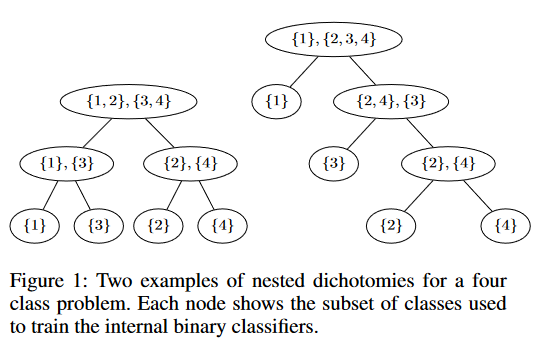 {1}, {2, 3, 4}
{1, 2}, {3, 4}
{1}
{2, 4}, {3}
{1}, {3}
{2}, {4}
{3}
{2}, {4}
{1}
{3}
{2}
{4}
{2}
{4}
Figure 1: Two examples of nested dichotomies for a four
class problem. Each node shows the subset of classes used
to train the internal binary classifiers.